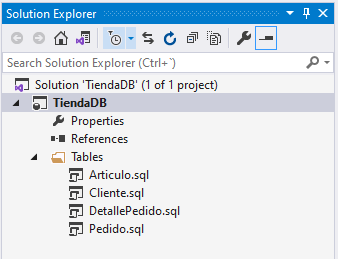 Solution Explorer
Search Solution Explorer (Ctrl+`)
Solution 'TiendaDB' (1 of 1 project)
TiendaDB
Properties
References
Tables
Articulo.sql
Cliente.sql
DetallePedido.sql
Pedido.sql